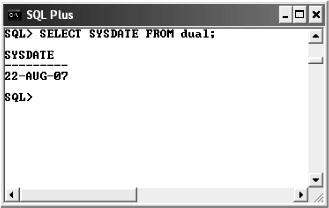 SQL Plus
SQL> SELECT SYSDATE FROM dual;
SYSDATE
---------
22-AUG-07
SQL>